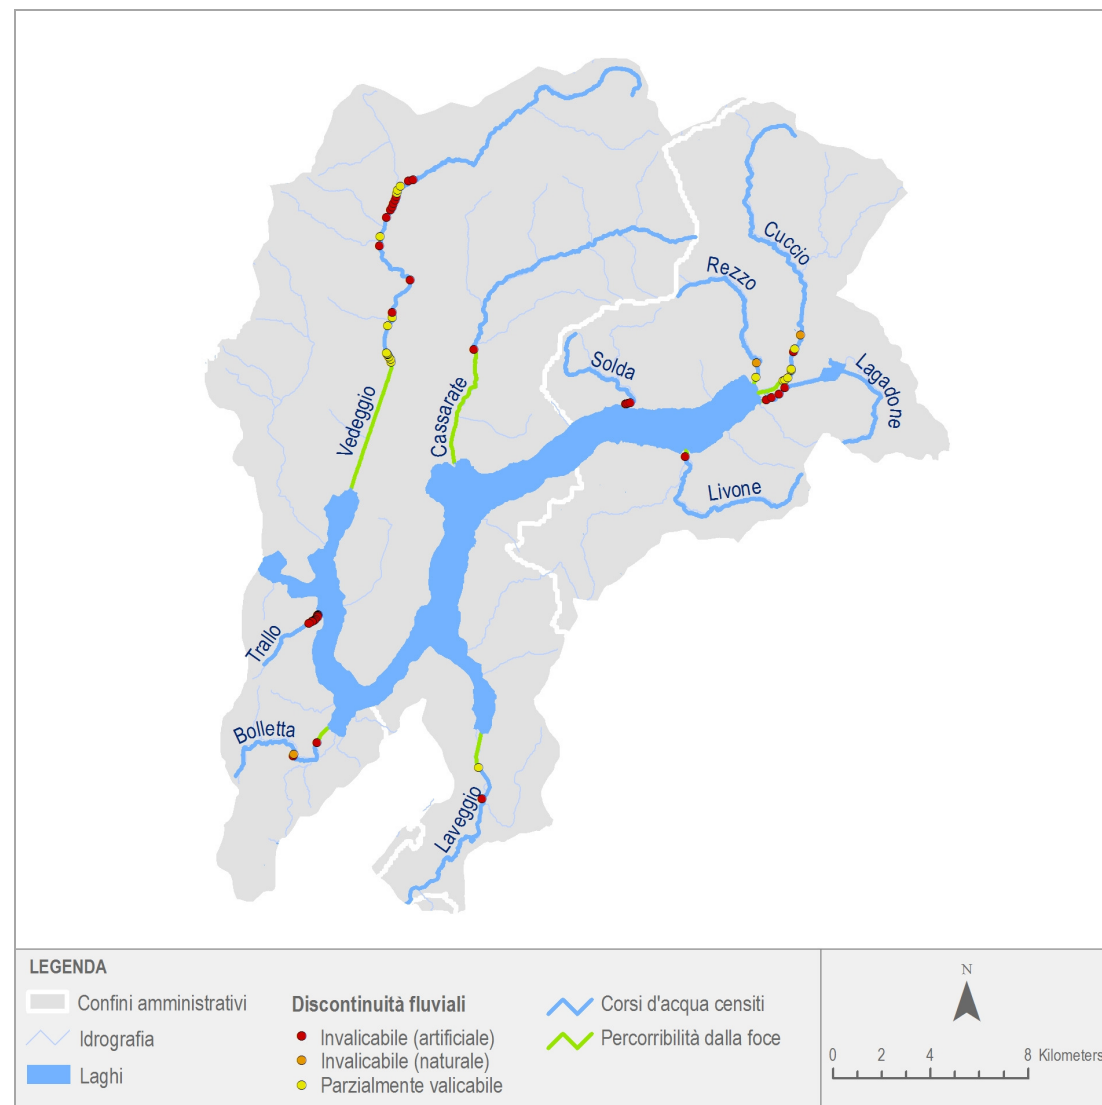 Cuccio
Rezzo
Solda
Lagadone
Cassarate
Vedeggio
Livone
Trallo
Bolletta
Laveggio
LEGENDA
Confini amministrativi
Idrografia
Laghi
Discontinuità fluviali
Invalicabile (artificiale)
Invalicabile (naturale)
Parzialmente valicabile
Corsi d'acqua censiti
Percorribilità dalla foce
N
0 2 4 8 Kilometers